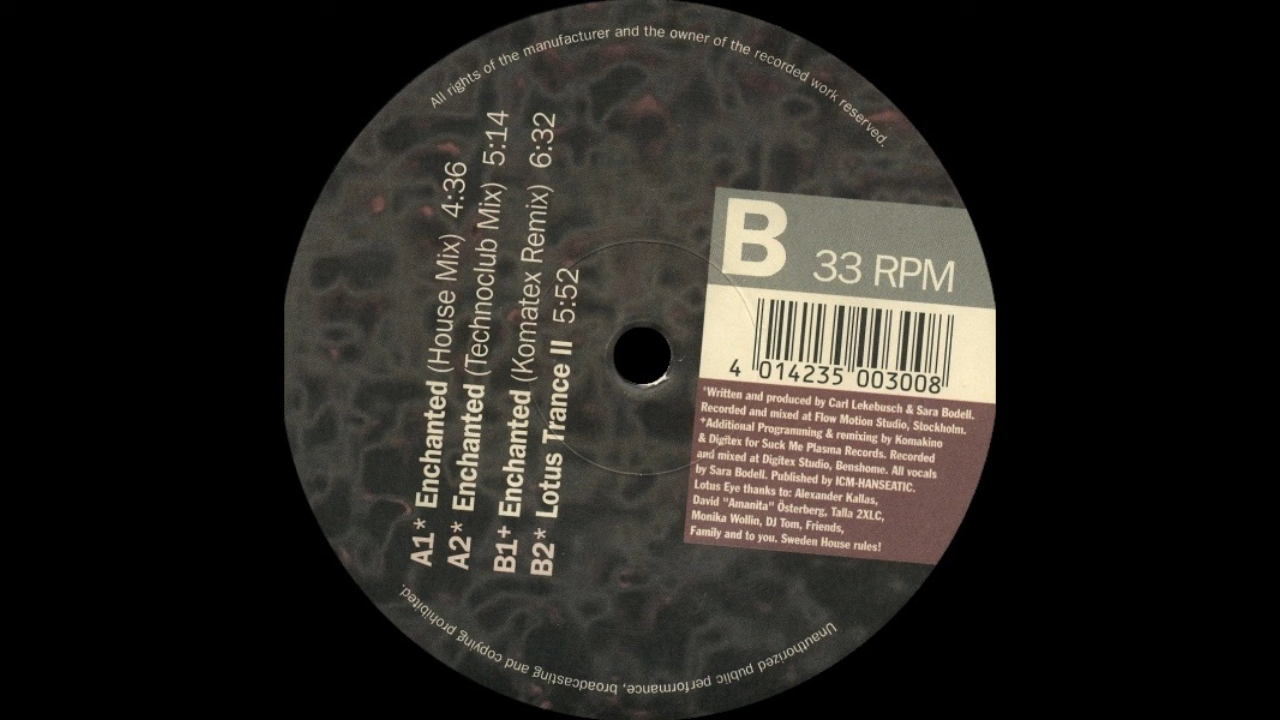 All rights of the manufacturer and the owner of the recorded work reserved.
A1* Enchanted (House Mix) 4:36
A2* Enchanted (Technoclub Mix) 5:14
B1+ Enchanted (Komatex Remix) 6:32
B2* Lotus Trance II 5:52
B 33 RPM
4 014235 003008
*Written and produced by Carl Lekebusch & Sara Bodell.
Recorded and mixed at Flow Motion Studio, Stockholm.
+Additional Programming & remixing by Komakino
& Digitex for Suck Me Plasma Records. Recorded
and mixed at Digitex Studio, Benshome. All vocals
by Sara Bodell. Published by ICM-HANSEATIC.
Lotus Eye thanks to: Alexander Kallas,
David "Amanita" Österberg, Talla 2XLC,
Monika Wollin, DJ Tom, Friends,
Family and to you. Sweden House rules!
Unauthorized public performance, broadcasting and copying prohibited.